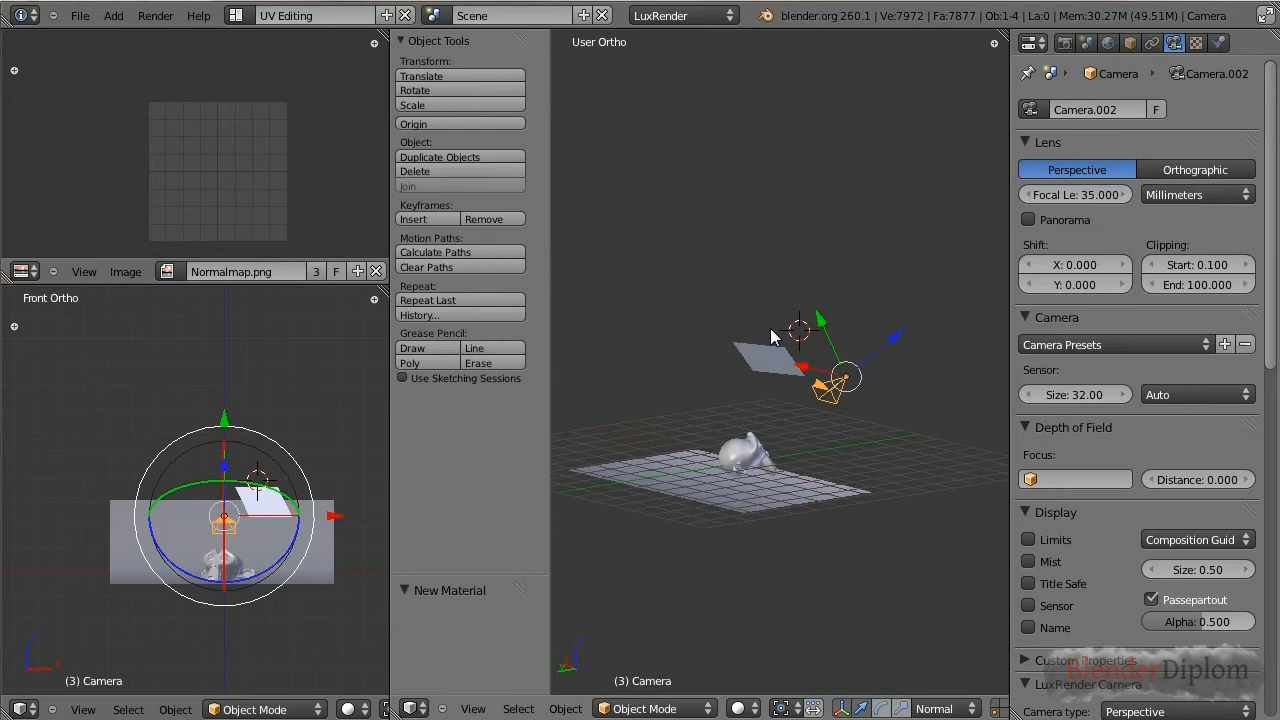 File Add Render Help UV Editing Scene LuxRender blender.org 260.1 | Ve:7972 | Fa:7877 | Ob:1-4 | La:0 | Mem:30.27M (49.51M) | Camera
Object Tools
Transform:
Translate
Rotate
Scale
Origin
Object:
Duplicate Objects
Delete
Join
Keyframes:
Insert Remove
Motion Paths:
Calculate Paths
Clear Paths
Repeat:
Repeat Last
History...
Grease Pencil:
Draw Line
Poly Erase
Use Sketching Sessions
New Material
View Image Normalmap.png 3 F
Front Ortho
(3) Camera
View Select Object Object Mode
User Ortho
(3) Camera
View Select Object Object Mode Normal
Camera Camera.002
Camera.002 F
Lens
Perspective Orthographic
Focal Le: 35.000 Millimeters
Panorama
Shift: Clipping:
X: 0.000 Start: 0.100
Y: 0.000 End: 100.000
Camera
Camera Presets
Sensor:
Size: 32.00 Auto
Depth of Field
Focus:
Distance: 0.000
Display
Limits Composition Guid
Mist Size: 0.50
Title Safe
Sensor Passepartout
Name Alpha: 0.500
Custom Properties
BlenderDiplom
LuxRender Camera
Camera type: Perspective